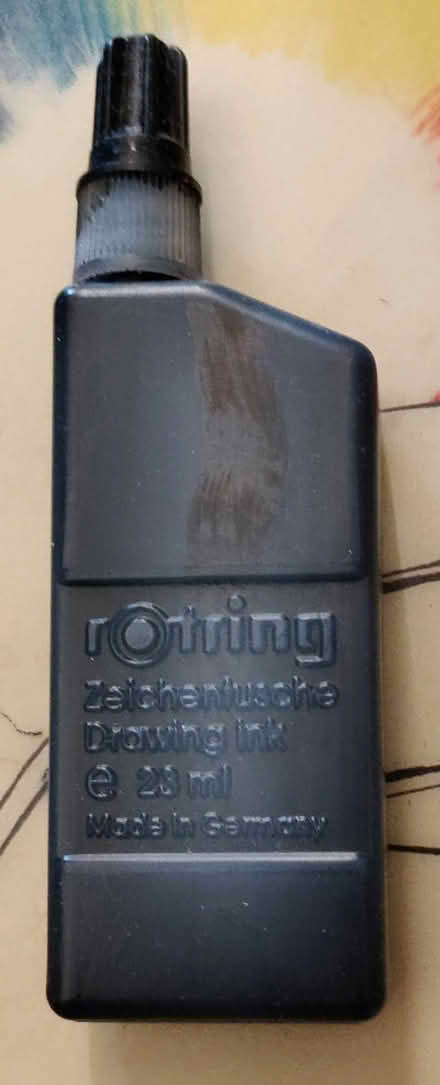 rotring
Zeichentusche
Drawing ink
e 23 ml
Made in Germany